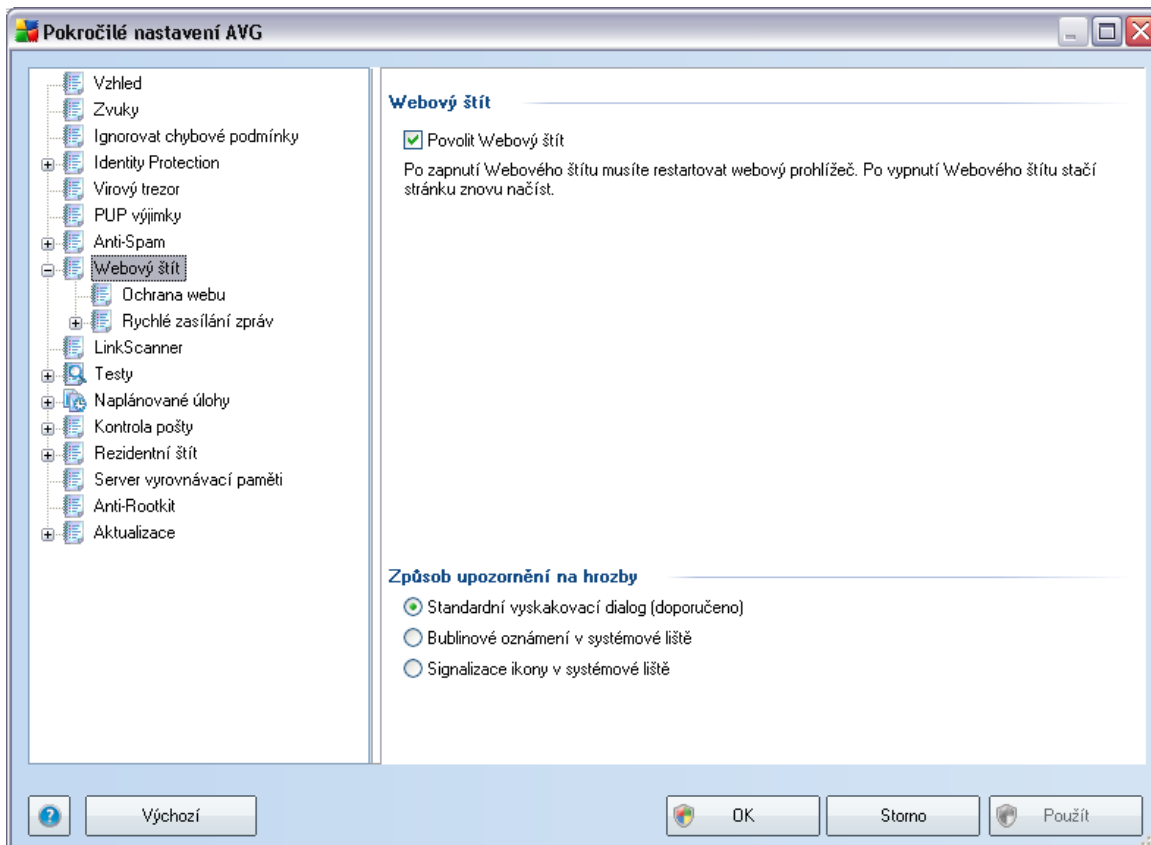 Pokročilé nastavení AVG
Vzhled
Zvuky
Ignorovat chybové podmínky
Identity Protection
Virový trezor
PUP výjimky
Anti-Spam
Webový štít
Ochrana webu
Rychlé zasílání zpráv
LinkScanner
Testy
Naplánované úlohy
Kontrola pošty
Rezidentní štít
Server vyrovnávací paměti
Anti-Rootkit
Aktualizace
Webový štít
Povolit Webový štít
Po zapnutí Webového štítu musíte restartovat webový prohlížeč. Po vypnutí Webového štítu stačí
stránku znovu načíst.
Způsob upozornění na hrozby
Standardní vyskakovací dialog (doporučeno)
Bublinové oznámení v systémové liště
Signalizace ikony v systémové liště
Výchozí
OK
Storno
Použít